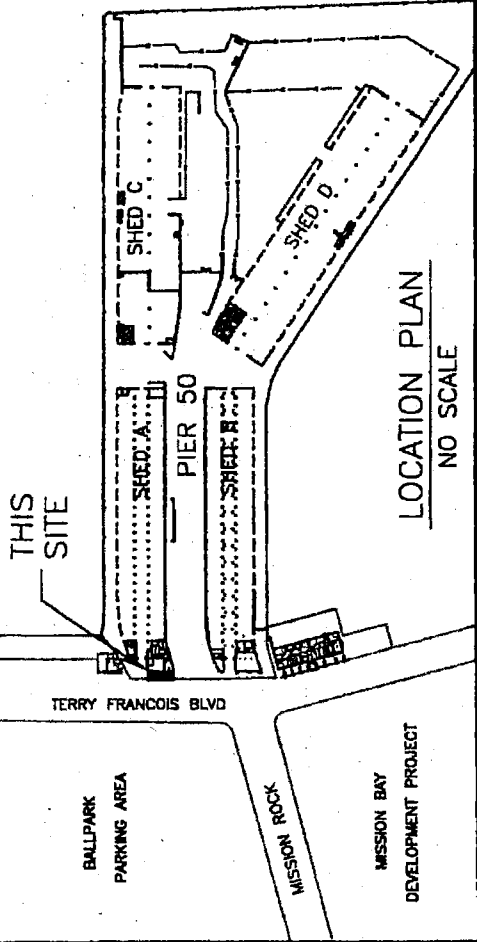 THIS
SITE
SHED C
SHED A
PIER 50
SHED B
SHED D
TERRY FRANCOIS BLVD
BALLPARK
PARKING AREA
MISSION ROCK
MISSION BAY
DEVELOPMENT PROJECT
LOCATION PLAN
NO SCALE